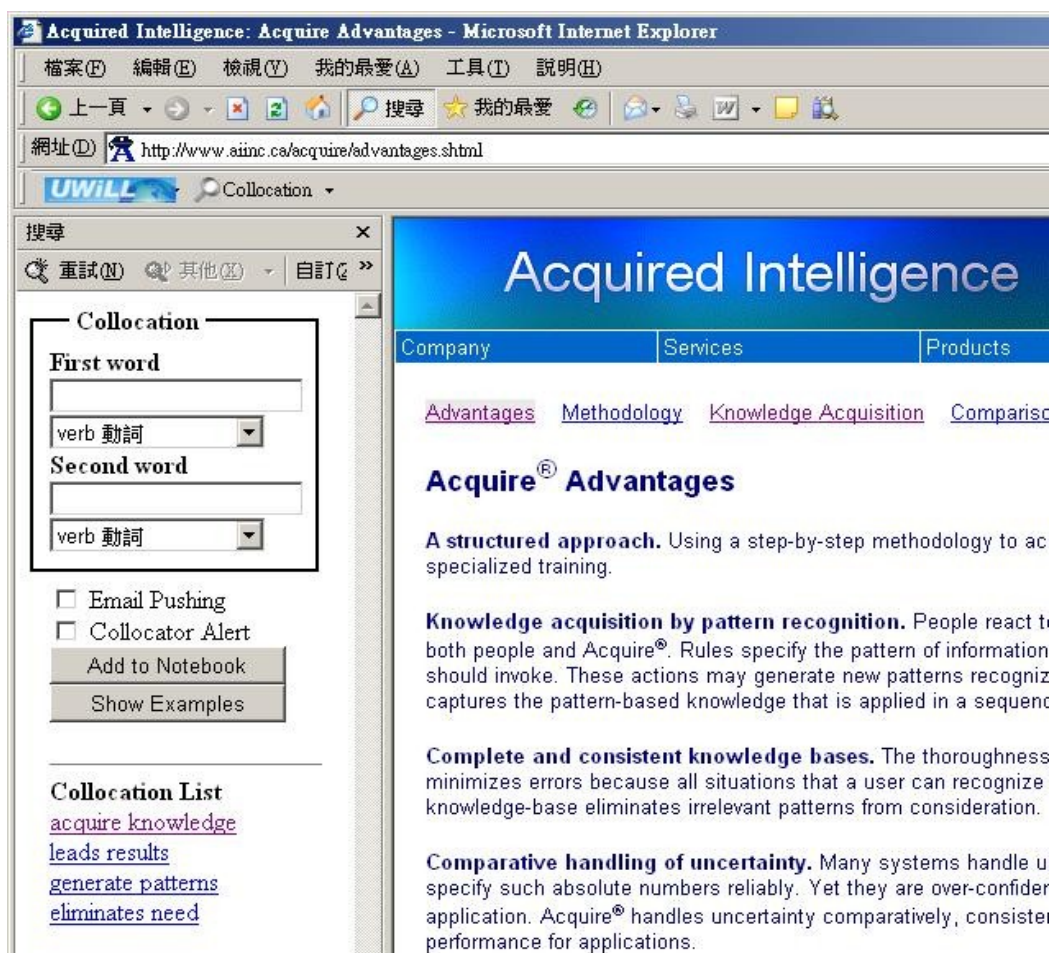 Acquired Intelligence: Acquire Advantages - Microsoft Internet Explorer
檔案(F) 編輯(E) 檢視(V) 我的最愛(A) 工具(T) 說明(H)
上一頁 搜尋 我的最愛
網址(D) http://www.aiinc.ca/acquire/advantages.shtml
UWiLL Collocation
搜尋
重試(N) 其他(X) 自訂(
Collocation
First word
verb 動詞
Second word
verb 動詞
Email Pushing
Collocator Alert
Add to Notebook
Show Examples
Collocation List
acquire knowledge
leads results
generate patterns
eliminates need
Acquired Intelligence
Company Services Products
Advantages Methodology Knowledge Acquisition Compariso
Acquire® Advantages
A structured approach. Using a step-by-step methodology to ac
specialized training.
Knowledge acquisition by pattern recognition. People react to
both people and Acquire®. Rules specify the pattern of information
should invoke. These actions may generate new patterns recogniz
captures the pattern-based knowledge that is applied in a sequenc
Complete and consistent knowledge bases. The thoroughness
minimizes errors because all situations that a user can recognize
knowledge-base eliminates irrelevant patterns from consideration.
Comparative handling of uncertainty. Many systems handle u
specify such absolute numbers reliably. Yet they are over-confider
application. Acquire® handles uncertainty comparatively, consister
performance for applications.